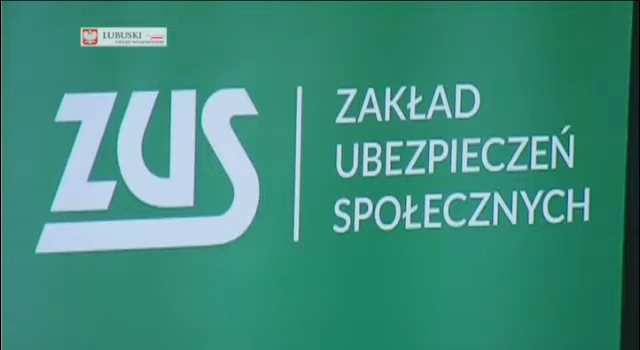 LUBUSKI
ZUS
ZAKŁAD
UBEZPIECZEŃ
SPOŁECZNYCH